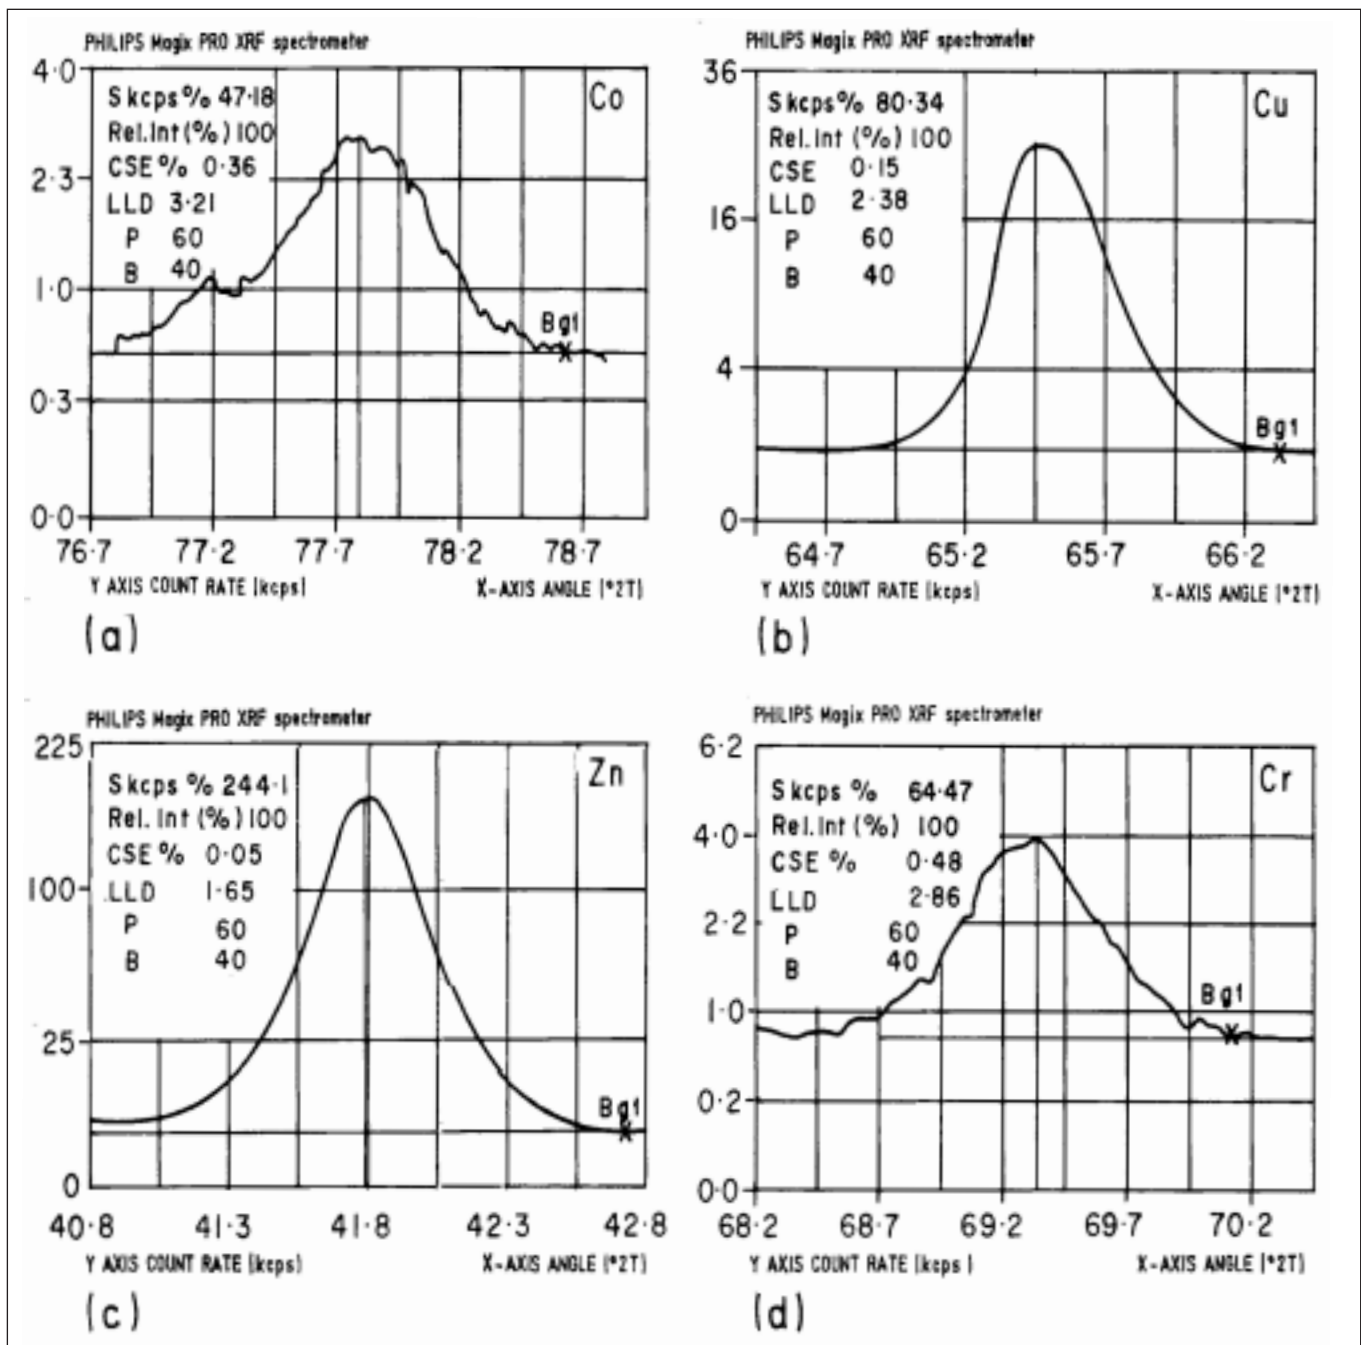 PHILIPS Magix PRO XRF spectrometer
4·0
S kcps % 47·18
Co
Rel.Int (%) 100
CSE % 0·36
2·3
LLD 3·21
P 60
B 40
1·0
Bg1
X
0·3
0·0
76·7 77·2 77·7 78·2 78·7
Y AXIS COUNT RATE (kcps) X-AXIS ANGLE (°2T)
(a)
PHILIPS Magix PRO XRF spectrometer
36
S kcps % 80·34
Cu
Rel.Int (%) 100
CSE 0·15
LLD 2·38
16
P 60
B 40
4
Bg1
X
0
64·7 65·2 65·7 66·2
Y AXIS COUNT RATE (kcps) X-AXIS ANGLE (°2T)
(b)
PHILIPS Magix PRO XRF spectrometer
225
S kcps % 244·1
Zn
Rel. Int (%) 100
CSE % 0·05
100
LLD 1·65
P 60
B 40
25
Bg1
X
0
40·8 41·3 41·8 42·3 42·8
Y AXIS COUNT RATE (kcps) X-AXIS ANGLE (°2T)
(c)
PHILIPS Magix PRO XRF spectrometer
6·2
S kcps % 64·47
Cr
Rel.Int (%) 100
4·0
CSE % 0·48
LLD 2·86
2·2
P 60
B 40
1·0
Bg1
X
0·2
0·0
68·2 68·7 69·2 69·7 70·2
Y AXIS COUNT RATE (kcps) X-AXIS ANGLE (°2T)
(d)